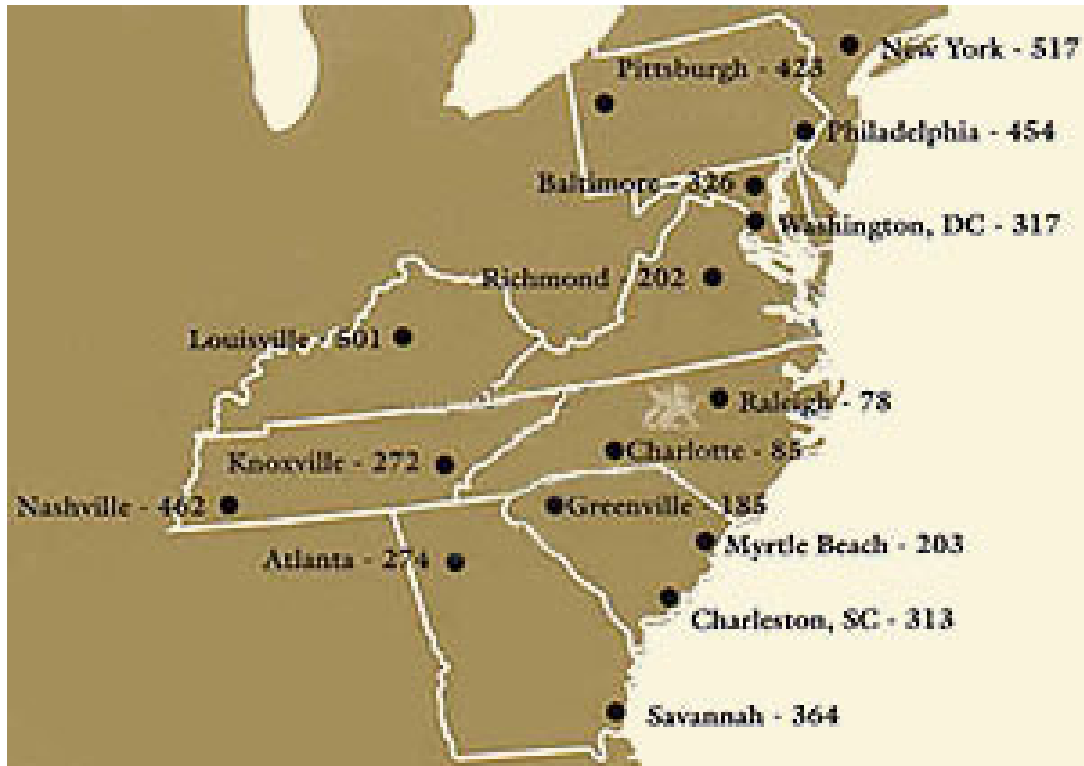 New York - 517
Pittsburgh - 423
Philadelphia - 454
Baltimore - 326
Washington, DC - 317
Richmond - 202
Louisville - 501
Raleigh - 78
Charlotte - 85
Knoxville - 272
Nashville - 462
Greenville - 185
Myrtle Beach - 203
Atlanta - 274
Charleston, SC - 313
Savannah - 364